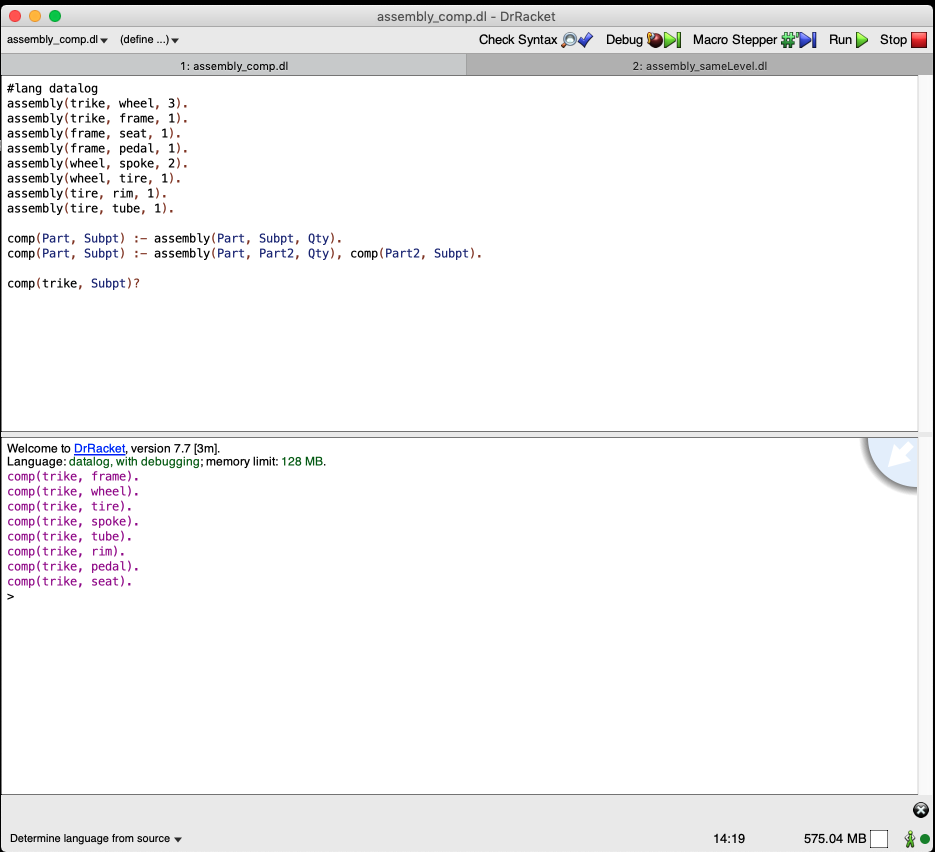 assembly_comp.dl - DrRacket
assembly_comp.dl (define ...) Check Syntax Debug Macro Stepper Run Stop
1: assembly_comp.dl 2: assembly_sameLevel.dl
#lang datalog
assembly(trike, wheel, 3).
assembly(trike, frame, 1).
assembly(frame, seat, 1).
assembly(frame, pedal, 1).
assembly(wheel, spoke, 2).
assembly(wheel, tire, 1).
assembly(tire, rim, 1).
assembly(tire, tube, 1).
comp(Part, Subpt) :- assembly(Part, Subpt, Qty).
comp(Part, Subpt) :- assembly(Part, Part2, Qty), comp(Part2, Subpt).
comp(trike, Subpt)?
Welcome to DrRacket, version 7.7 [3m].
Language: datalog, with debugging; memory limit: 128 MB.
comp(trike, frame).
comp(trike, wheel).
comp(trike, tire).
comp(trike, spoke).
comp(trike, tube).
comp(trike, rim).
comp(trike, pedal).
comp(trike, seat).
>
Determine language from source 14:19 575.04 MB